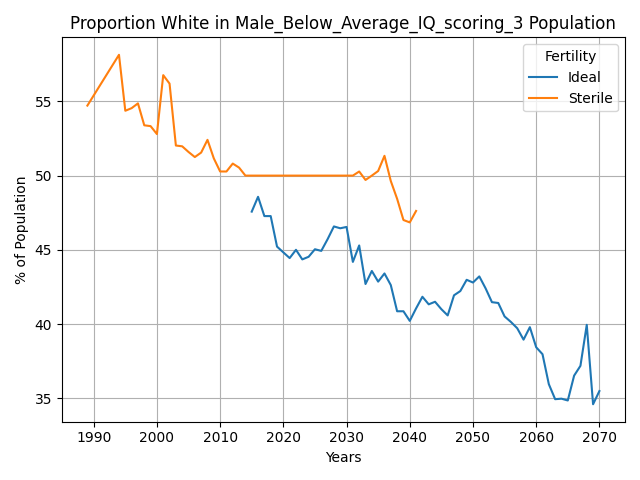 Proportion White in Male_Below_Average_IQ_scoring_3 Population
Fertility
Ideal
Sterile
% of Population
55
50
45
40
35
1990 2000 2010 2020 2030 2040 2050 2060 2070
Years